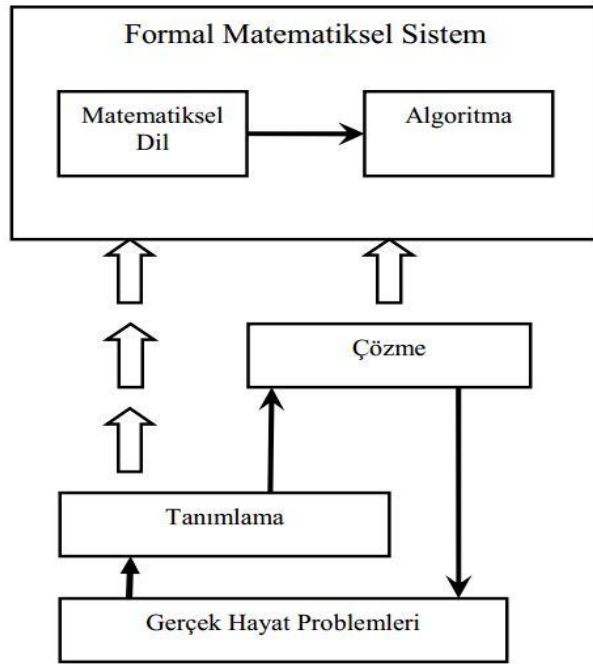 Formal Matematiksel Sistem
Matematiksel
Dil
Algoritma
Çözme
Tanımlama
Gerçek Hayat Problemleri